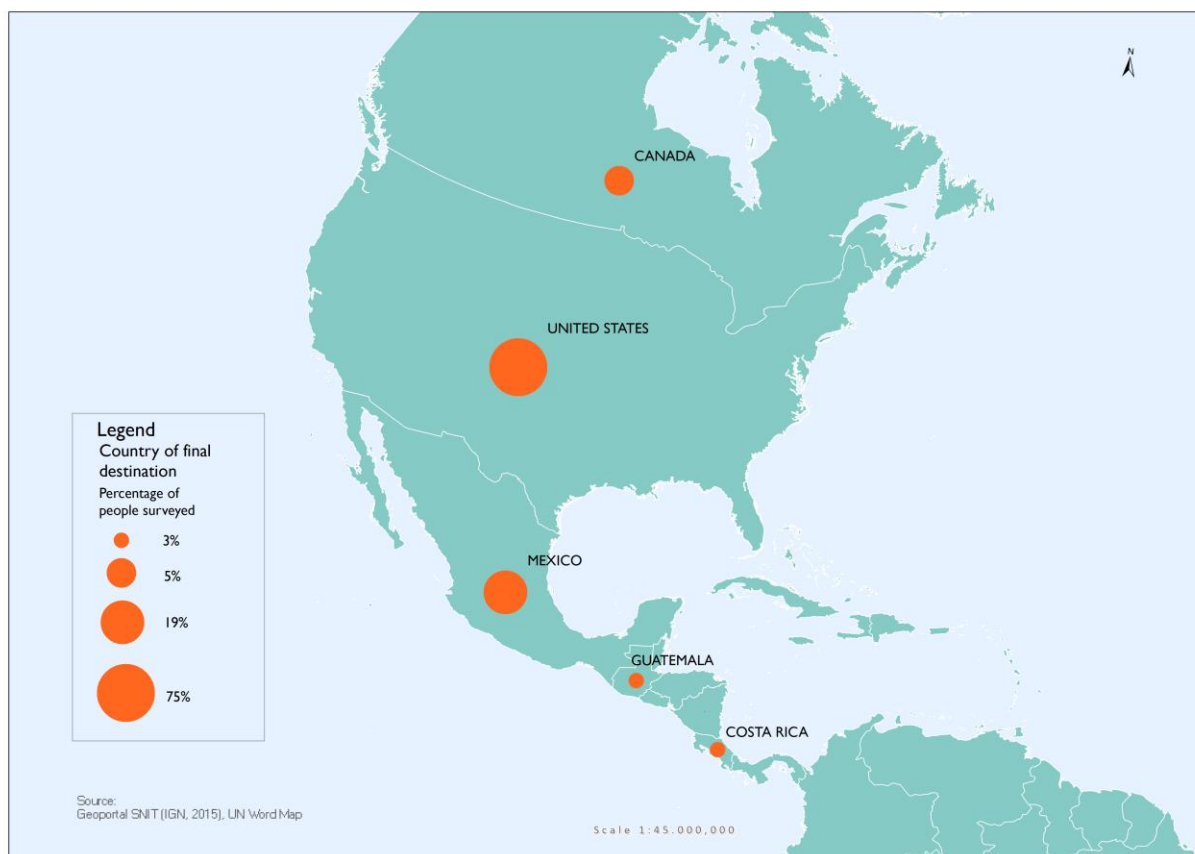 N
CANADA
UNITED STATES
Legend
Country of final
destination
Percentage of
people surveyed
3%
5%
19%
75%
MEXICO
GUATEMALA
COSTA RICA
Source:
Geoportal SNIT (IGN, 2015), UN Word Map
Scale 1:45.000,000